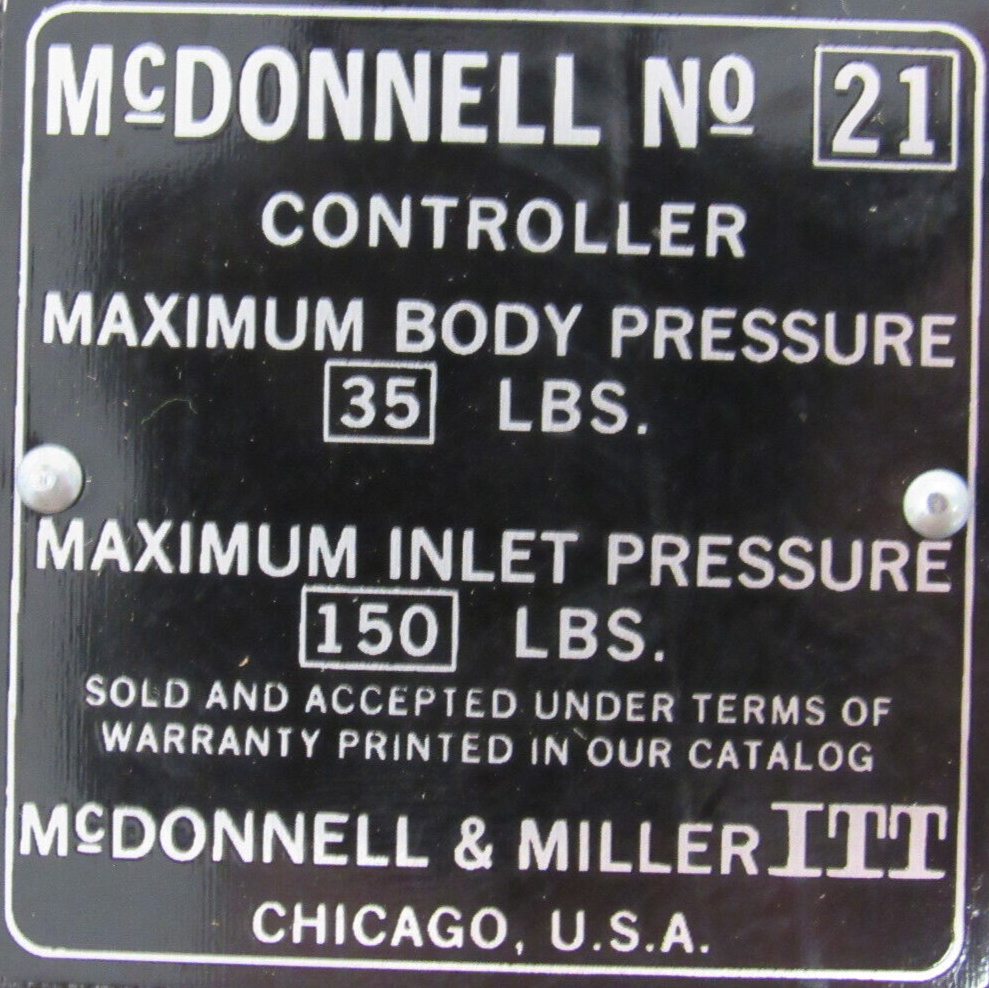 McDONNELL No 21
CONTROLLER
MAXIMUM BODY PRESSURE
35 LBS.
MAXIMUM INLET PRESSURE
150 LBS.
SOLD AND ACCEPTED UNDER TERMS OF
WARRANTY PRINTED IN OUR CATALOG
McDONNELL & MILLER ITT
CHICAGO, U.S.A.